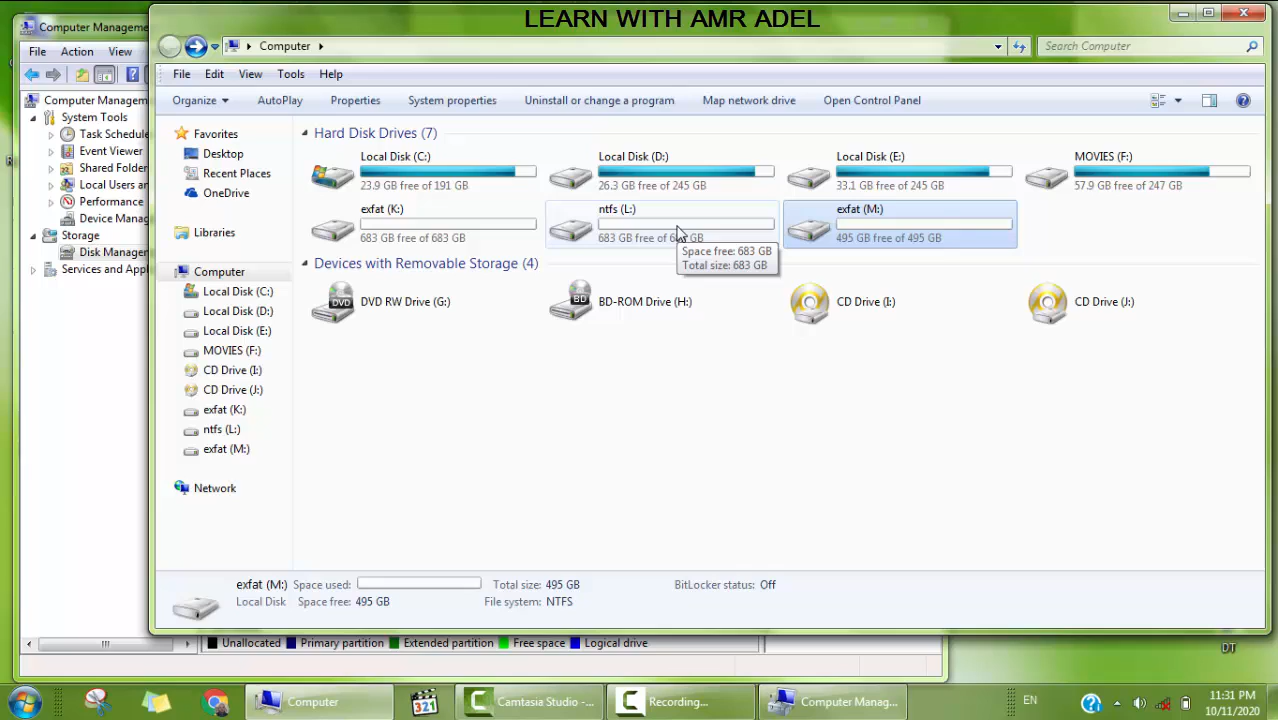 LEARN WITH AMR ADEL
Computer Manageme
File Action View
Computer Managem
System Tools
Task Schedule
Event Viewer
Shared Folder
Local Users an
Performance
Device Manag
Storage
Disk Manager
Services and App
Computer
Search Computer
File Edit View Tools Help
Organize AutoPlay Properties System properties Uninstall or change a program Map network drive Open Control Panel
Favorites
Desktop
Recent Places
OneDrive
Libraries
Computer
Local Disk (C:)
Local Disk (D:)
Local Disk (E:)
MOVIES (F:)
CD Drive (I:)
CD Drive (J:)
exfat (K:)
ntfs (L:)
exfat (M:)
Network
Hard Disk Drives (7)
Local Disk (C:)
23.9 GB free of 191 GB
Local Disk (D:)
26.3 GB free of 245 GB
Local Disk (E:)
33.1 GB free of 245 GB
MOVIES (F:)
57.9 GB free of 247 GB
exfat (K:)
683 GB free of 683 GB
ntfs (L:)
683 GB free of GB
exfat (M:)
495 GB free of 495 GB
Space free: 683 GB
Total size: 683 GB
Devices with Removable Storage (4)
DVD RW Drive (G:)
BD-ROM Drive (H:)
CD Drive (I:)
CD Drive (J:)
exfat (M:) Space used: Total size: 495 GB BitLocker status: Off
Local Disk Space free: 495 GB File system: NTFS
Unallocated Primary partition Extended partition Free space Logical drive
DT
Computer
321
Camtasia Studio -...
Recording...
Computer Manag...
EN
11:31 PM
10/11/2020